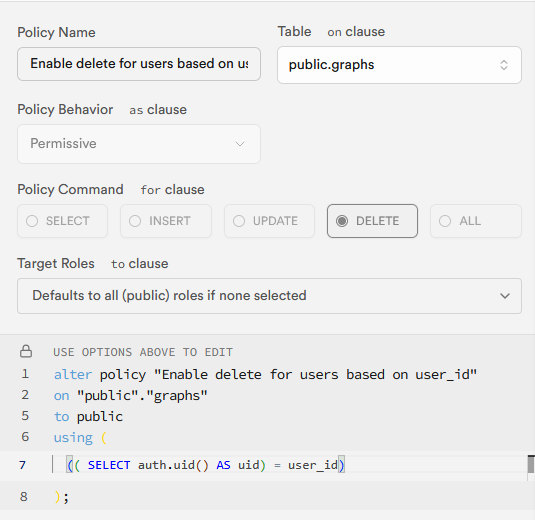 Policy Name
Table on clause
Enable delete for users based on us
public.graphs
Policy Behavior as clause
Permissive
Policy Command for clause
SELECT
INSERT
UPDATE
DELETE
ALL
Target Roles to clause
Defaults to all (public) roles if none selected
USE OPTIONS ABOVE TO EDIT
1 alter policy "Enable delete for users based on user_id"
2 on "public"."graphs"
5 to public
6 using (
7 (( SELECT auth.uid() AS uid) = user_id)
8 );